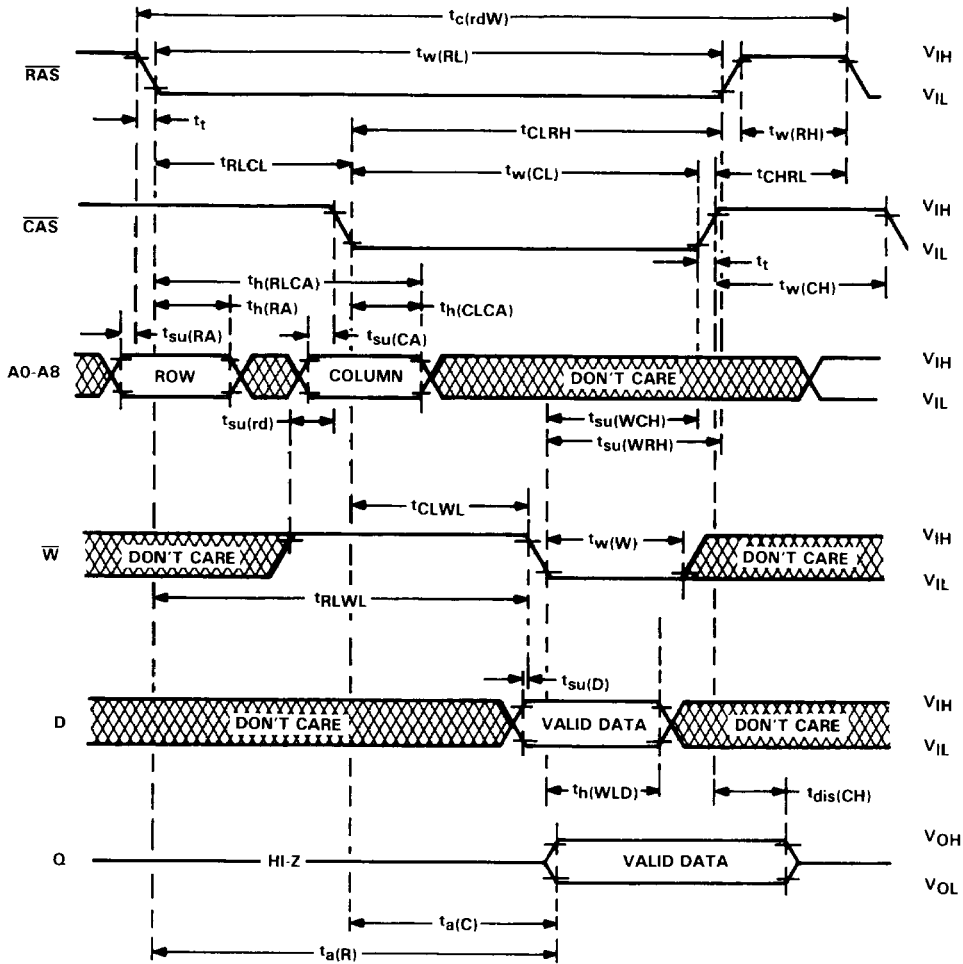 tc(rdW)
tw(RL)
VIH
RAS
VIL
tt
tCLRH
tw(RH)
tRLCL
tw(CL)
tCHRL
VIH
CAS
VIL
tt
th(RLCA)
tw(CH)
th(RA)
th(CLCA)
tsu(RA)
tsu(CA)
VIH
A0-A8
ROW
COLUMN
DON'T CARE
VIL
tsu(rd)
tsu(WCH)
tsu(WRH)
tCLWL
VIH
W
DON'T CARE
tw(W)
DON'T CARE
VIL
tRLWL
tsu(D)
VIH
D
DON'T CARE
VALID DATA
DON'T CARE
VIL
th(WLD)
tdis(CH)
VOH
Q
HI-Z
VALID DATA
VOL
ta(C)
ta(R)